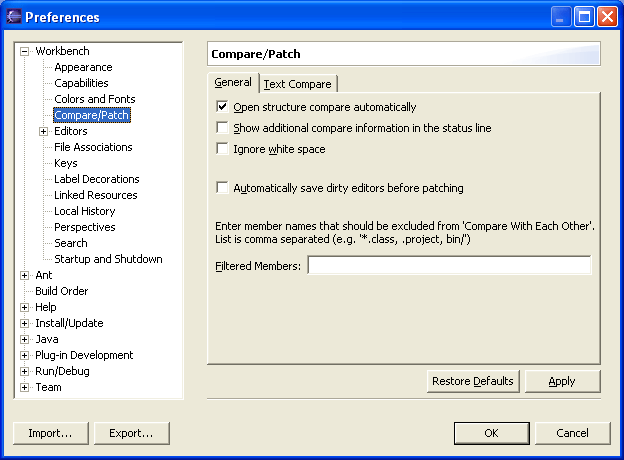 Preferences
Workbench
Appearance
Capabilities
Colors and Fonts
Compare/Patch
Editors
File Associations
Keys
Label Decorations
Linked Resources
Local History
Perspectives
Search
Startup and Shutdown
Ant
Build Order
Help
Install/Update
Java
Plug-in Development
Run/Debug
Team
Compare/Patch
General Text Compare
Open structure compare automatically
Show additional compare information in the status line
Ignore white space
Automatically save dirty editors before patching
Enter member names that should be excluded from 'Compare With Each Other'.
List is comma separated (e.g. '*.class, .project, bin/')
Filtered Members:
Restore Defaults Apply
Import... Export... OK Cancel